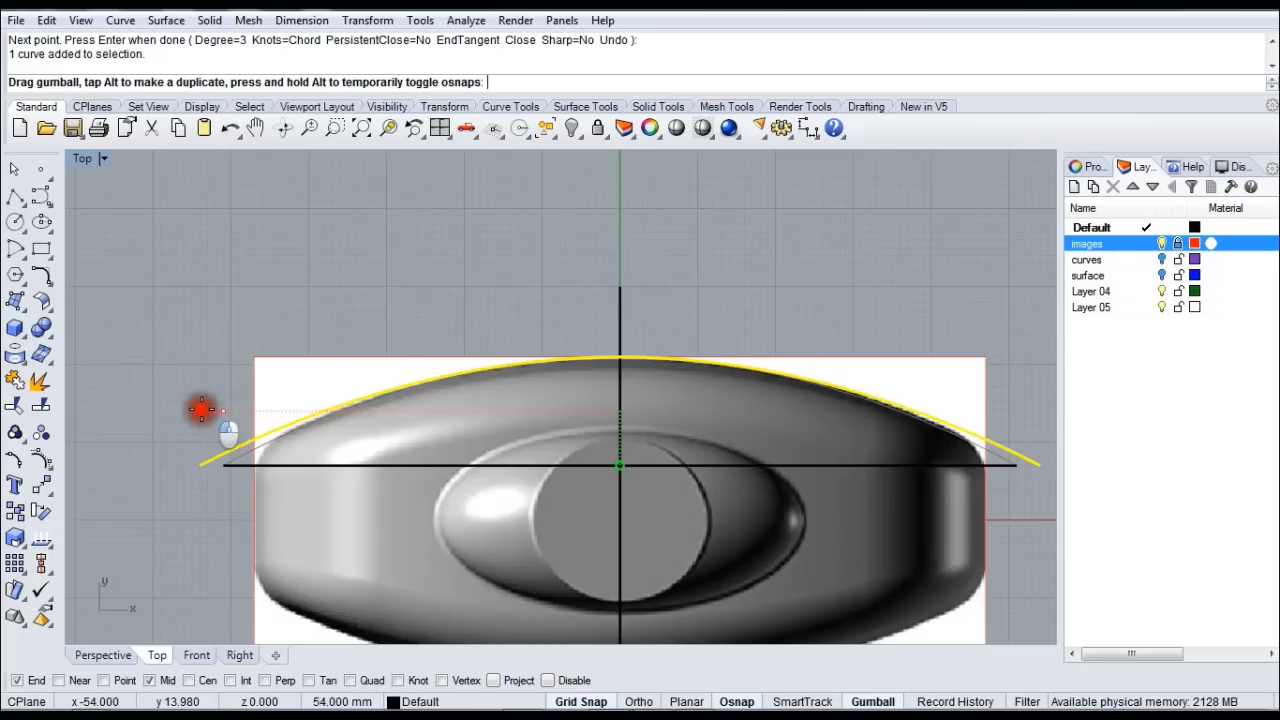 File Edit View Curve Surface Solid Mesh Dimension Transform Tools Analyze Render Panels Help
Next point. Press Enter when done ( Degree=3 Knots=Chord PersistentClose=No EndTangent Close Sharp=No Undo ):
1 curve added to selection.
Drag gumball, tap Alt to make a duplicate, press and hold Alt to temporarily toggle osnaps:
Standard CPlanes Set View Display Select Viewport Layout Visibility Transform Curve Tools Surface Tools Solid Tools Mesh Tools Render Tools Drafting New in V5
Top
Pro... Lay... Help Dis...
Name Material
Default
images
curves
surface
Layer 04
Layer 05
y
x
Perspective Top Front Right
End Near Point Mid Cen Int Perp Tan Quad Knot Vertex Project Disable
CPlane x -54.000 y 13.980 z 0.000 54.000 mm Default Grid Snap Ortho Planar Osnap SmartTrack Gumball Record History Filter Available physical memory: 2128 MB